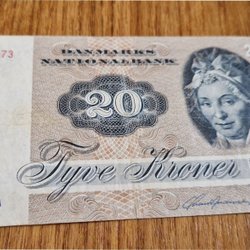 73
DANMARKS
NATIONALBANK
20
Tyve Kroner